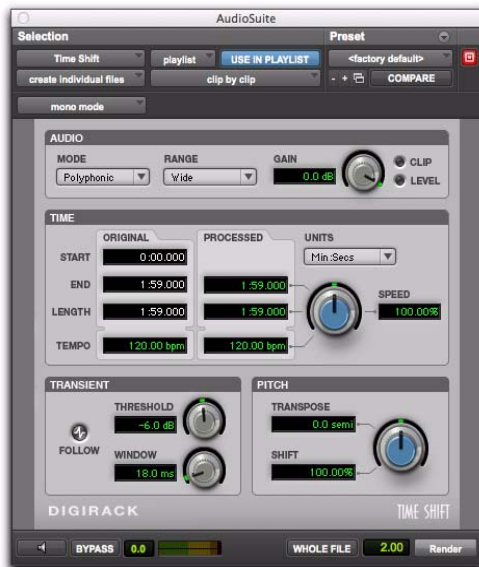 AudioSuite
Selection
Preset
Time Shift
playlist
USE IN PLAYLIST
<factory default>
create individual files
clip by clip
- +
COMPARE
mono mode
AUDIO
MODE
RANGE
GAIN
Polyphonic
Wide
0.0 dB
CLIP
LEVEL
TIME
ORIGINAL
PROCESSED
UNITS
START
0:00.000
Min:Secs
END
1:59.000
1:59.000
SPEED
LENGTH
1:59.000
1:59.000
100.00%
TEMPO
120.00 bpm
120.00 bpm
TRANSIENT
PITCH
THRESHOLD
-6.0 dB
FOLLOW
WINDOW
18.0 ms
TRANSPOSE
0.0 semi
SHIFT
100.00%
DIGIRACK
TIME SHIFT
BYPASS
0.0
WHOLE FILE
2.00
Render